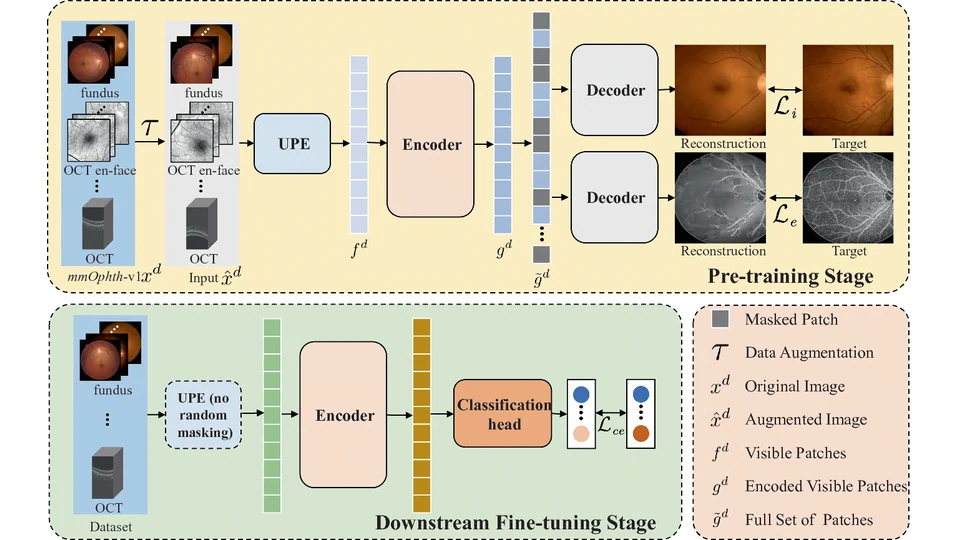 fundus
OCT en-face
OCT
mmOphth-v1 x^d
𝒯
fundus
OCT en-face
OCT
Input x̂^d
UPE
f^d
Encoder
g^d
g̃^d
Decoder
Reconstruction
ℒ_i
Target
Decoder
Reconstruction
ℒ_e
Target
Pre-training Stage
fundus
OCT
Dataset
UPE (no
random
masking)
Encoder
Classification
head
ℒ_ce
Downstream Fine-tuning Stage
Masked Patch
𝒯 Data Augmentation
x^d Original Image
x̂^d Augmented Image
f^d Visible Patches
g^d Encoded Visible Patches
g̃^d Full Set of Patches